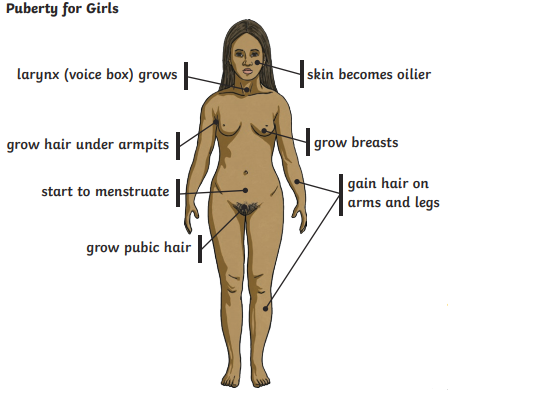 Puberty for Girls
larynx (voice box) grows
skin becomes oilier
grow hair under armpits
grow breasts
start to menstruate
gain hair on
arms and legs
grow pubic hair